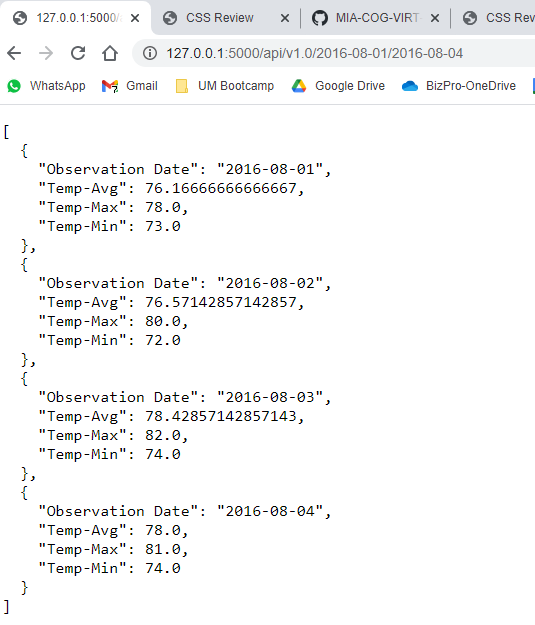 127.0.0.1:5000/a
CSS Review
MIA-COG-VIRT
CSS Rev
127.0.0.1:5000/api/v1.0/2016-08-01/2016-08-04
WhatsApp
Gmail
UM Bootcamp
Google Drive
BizPro-OneDrive
[
{
"Observation Date": "2016-08-01",
"Temp-Avg": 76.16666666666667,
"Temp-Max": 78.0,
"Temp-Min": 73.0
},
{
"Observation Date": "2016-08-02",
"Temp-Avg": 76.57142857142857,
"Temp-Max": 80.0,
"Temp-Min": 72.0
},
{
"Observation Date": "2016-08-03",
"Temp-Avg": 78.42857142857143,
"Temp-Max": 82.0,
"Temp-Min": 74.0
},
{
"Observation Date": "2016-08-04",
"Temp-Avg": 78.0,
"Temp-Max": 81.0,
"Temp-Min": 74.0
}
]